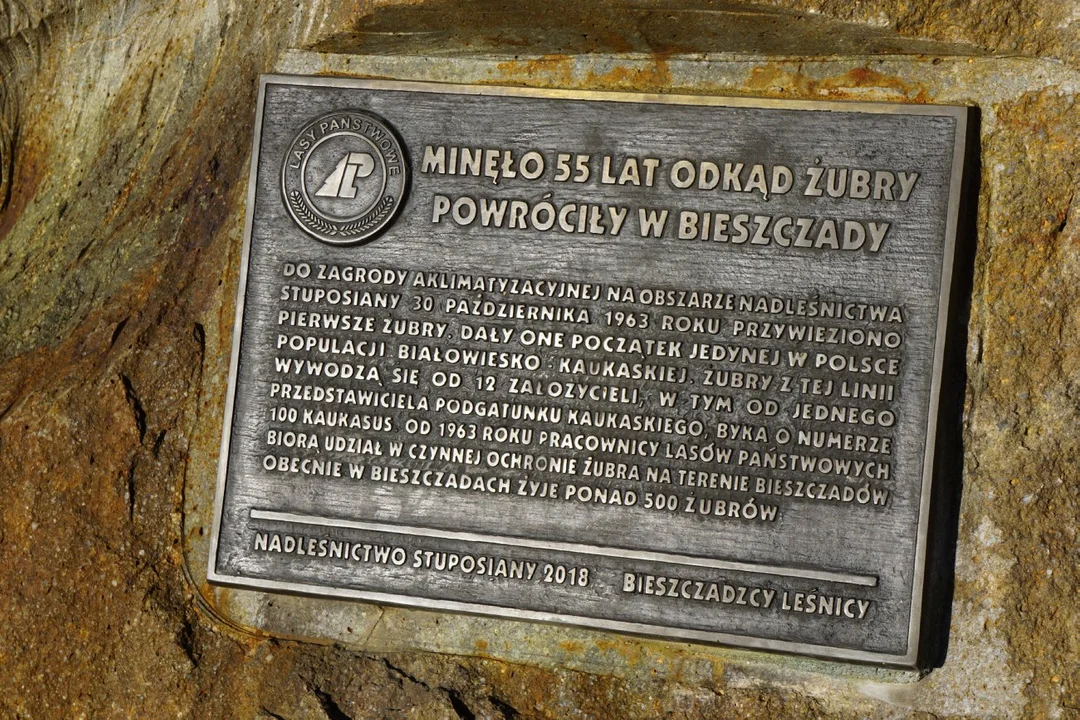 LASY PAŃSTWOWE
LP
MINĘŁO 55 LAT ODKĄD ŻUBRY
POWRÓCIŁY W BIESZCZADY
DO ZAGRODY AKLIMATYZACYJNEJ NA OBSZARZE NADLEŚNICTWA
STUPOSIANY 30 PAŹDZIERNIKA 1963 ROKU PRZYWIEZIONO
PIERWSZE ŻUBRY. DAŁY ONE POCZĄTEK JEDYNEJ W POLSCE
POPULACJI BIAŁOWIESKO - KAUKASKIEJ. ŻUBRY Z TEJ LINII
WYWODZĄ SIĘ OD 12 ZAŁOŻYCIELI, W TYM OD JEDNEGO
PRZEDSTAWICIELA PODGATUNKU KAUKASKIEGO, BYKA O NUMERZE
100 KAUKASUS. OD 1963 ROKU PRACOWNICY LASÓW PAŃSTWOWYCH
BIORĄ UDZIAŁ W CZYNNEJ OCHRONIE ŻUBRA NA TERENIE BIESZCZADÓW.
OBECNIE W BIESZCZADACH ŻYJE PONAD 500 ŻUBRÓW.
NADLEŚNICTWO STUPOSIANY 2018 BIESZCZADZCY LEŚNICY